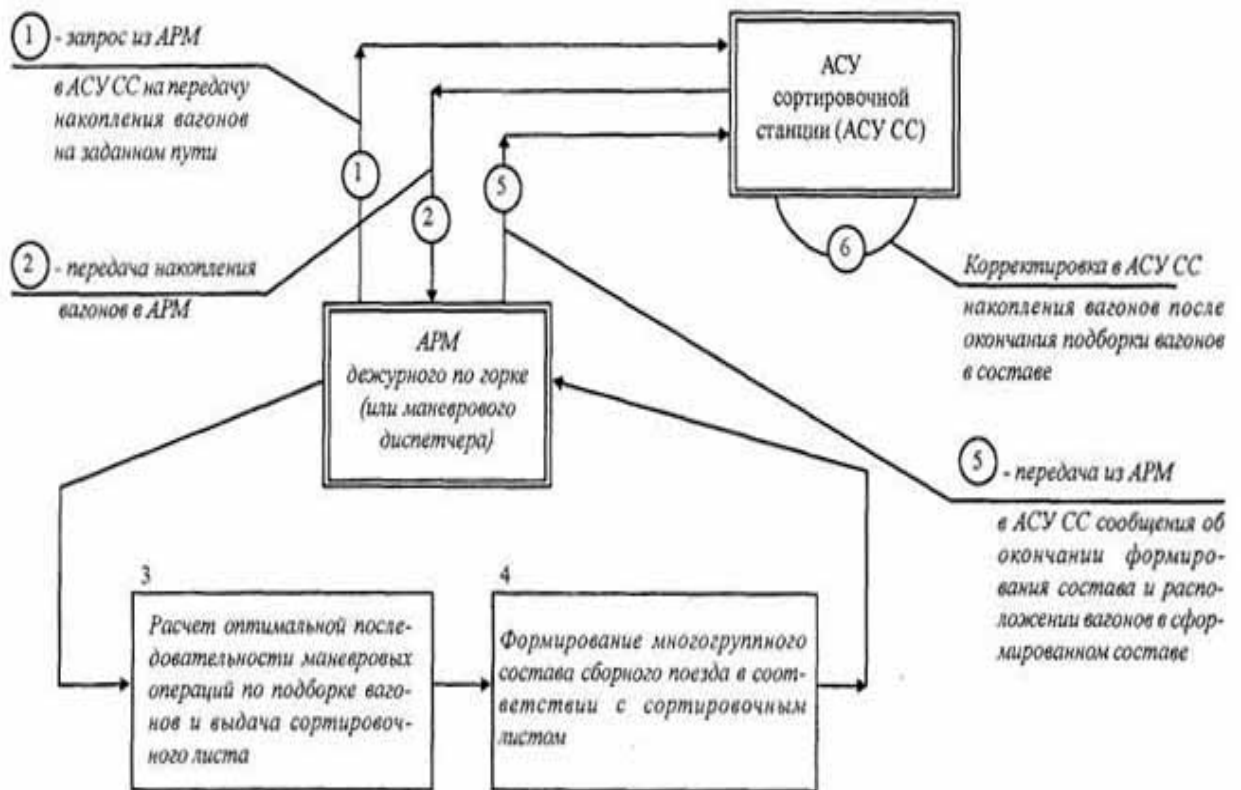 1 - запрос из АРМ
в АСУ СС на передачу
накопления вагонов
на заданном пути
АСУ
сортировочной
станции (АСУ СС)
1
2
5
6
2 - передача накопления
вагонов в АРМ
Корректировка в АСУ СС
накопления вагонов после
окончания подборки вагонов
в составе
АРМ
дежурного по горке
(или маневрового
диспетчера)
5 - передача из АРМ
в АСУ СС сообщения об
окончании формиро-
вания состава и распо-
ложении вагонов в сфор-
мированном составе
3
Расчет оптимальной после-
довательности маневровых
операций по подборке ваго-
нов и выдача сортировоч-
ного листа
4
Формирование многогруппного
состава сборного поезда в соот-
ветствии с сортировочным
листом